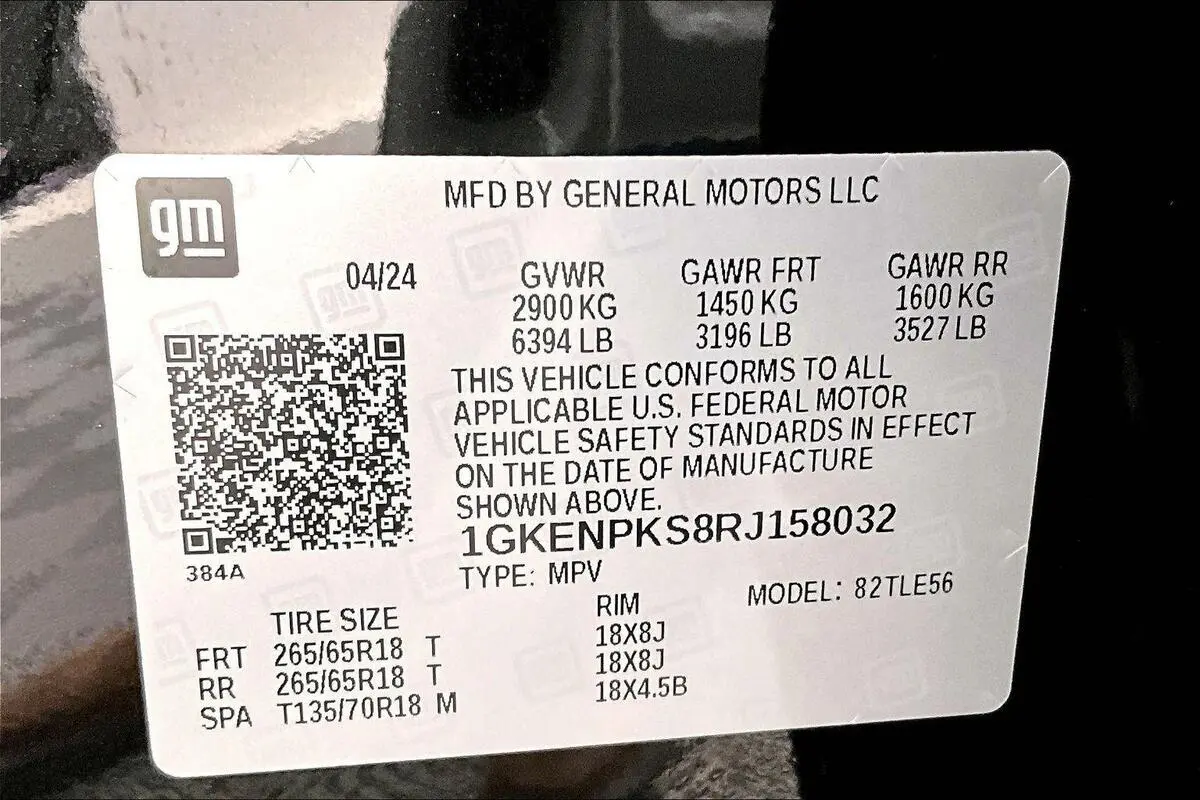 gm
MFD BY GENERAL MOTORS LLC
04/24
GVWR GAWR FRT GAWR RR
2900 KG 1450 KG 1600 KG
6394 LB 3196 LB 3527 LB
THIS VEHICLE CONFORMS TO ALL
APPLICABLE U.S. FEDERAL MOTOR
VEHICLE SAFETY STANDARDS IN EFFECT
ON THE DATE OF MANUFACTURE
SHOWN ABOVE.
1GKENPKS8RJ158032
384A
TYPE: MPV MODEL: 82TLE56
TIRE SIZE RIM
FRT 265/65R18 T 18X8J
RR 265/65R18 T 18X8J
SPA T135/70R18 M 18X4.5B